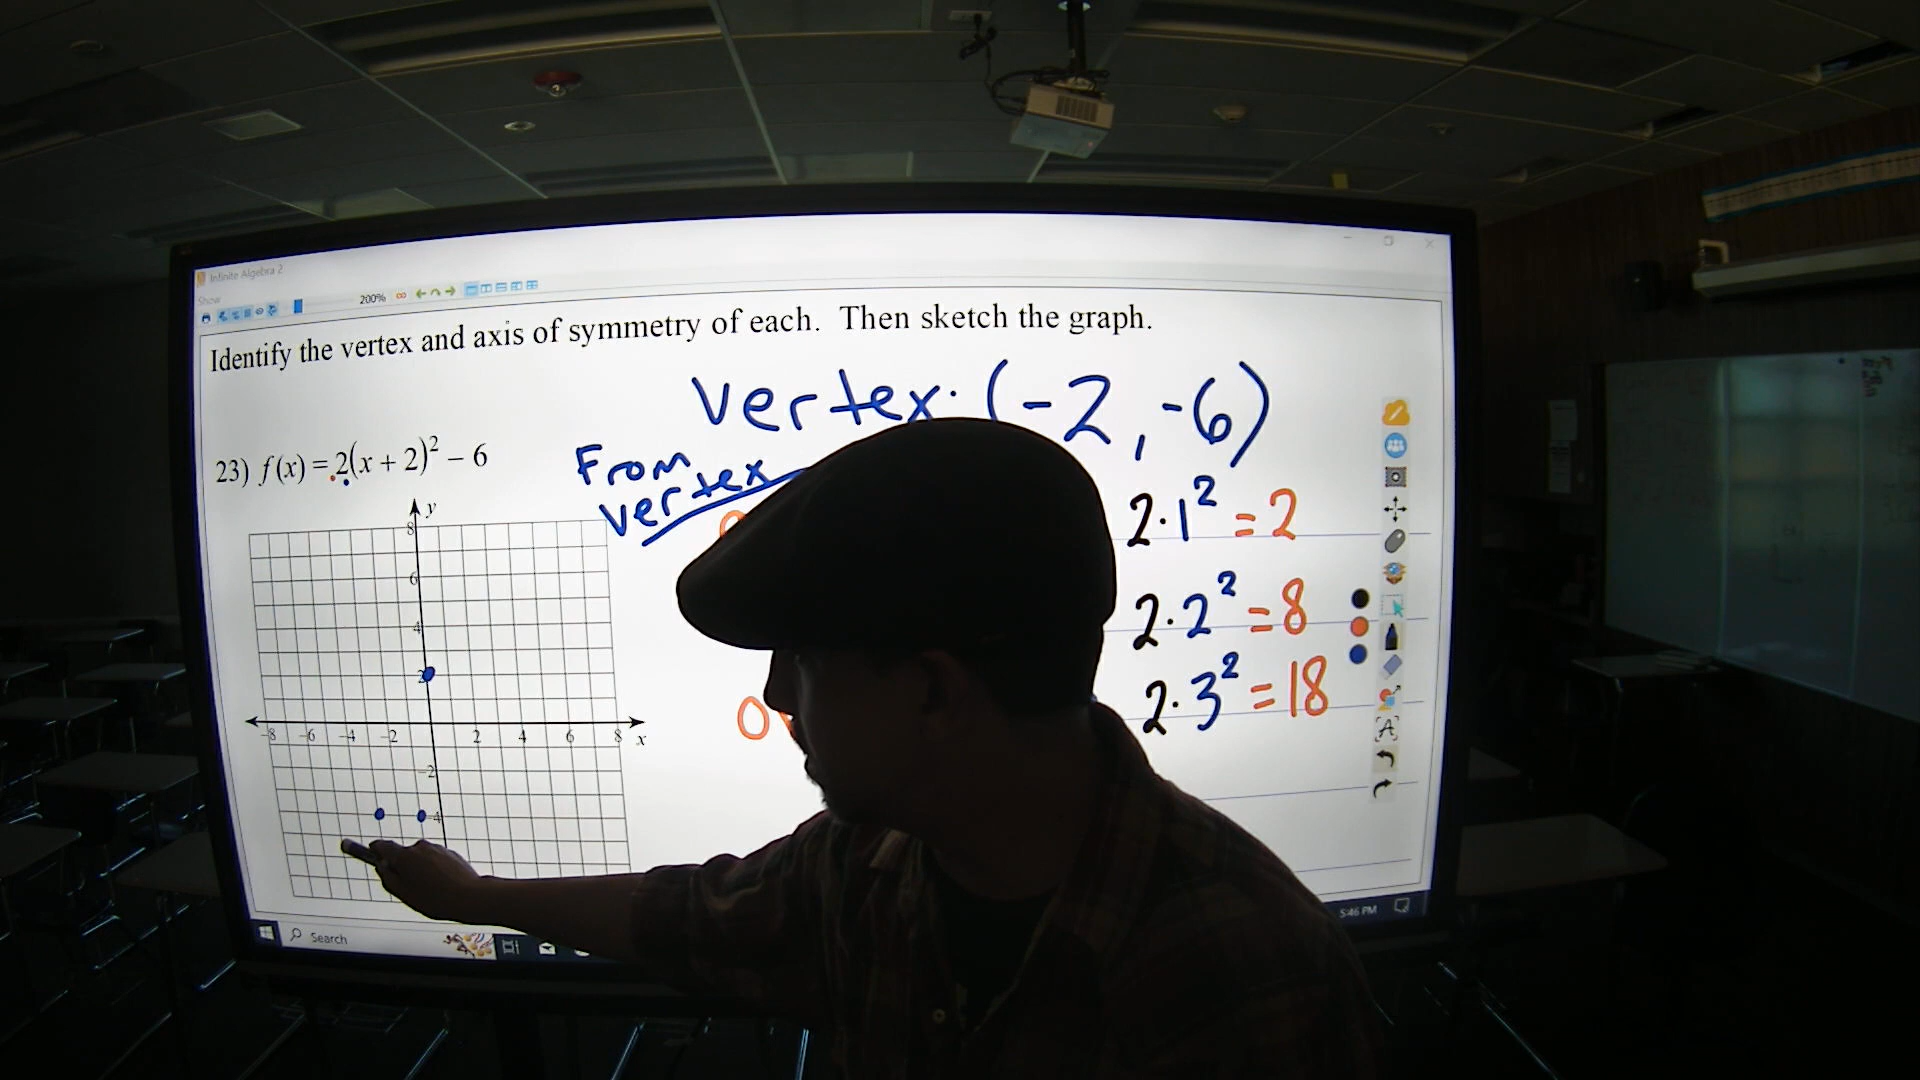 Infinite Algebra 2
Show
200%
Identify the vertex and axis of symmetry of each. Then sketch the graph.
vertex: (-2, -6)
23) f(x) = 2(x + 2)² − 6
From
vertex
2·1² = 2
2·2² = 8
2·3² = 18
y
8
6
4
2
-8 -6 -4 -2 2 4 6 8 x
-2
-4
Search
5:46 PM